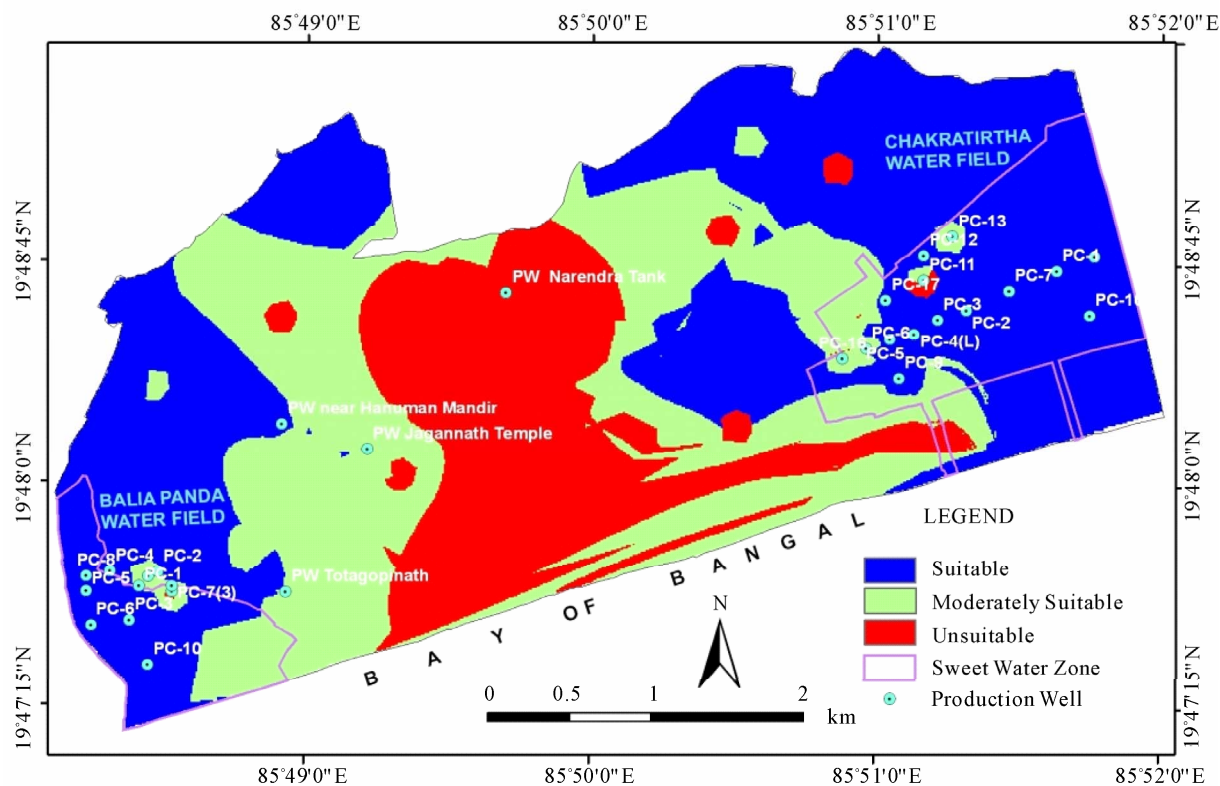 85°49'0"E 85°50'0"E 85°51'0"E 85°52'0"E
19°48'45"N
19°48'0"N
19°47'15"N
CHAKRATIRTHA
WATER FIELD
PC-13
PC-12
PC-11
PC-17
PC-7
PC-3
PC-2
PC-6
PC-4(L)
PC-5
PW Narendra Tank
PW near Hanuman Mandir
PW Jagannath Temple
BALIA PANDA
WATER FIELD
PC-8
PC-4
PC-2
PC-1
PC-5
PC-7(3)
PC-6
PC-10
PW Totagopinath
BAY OF BANGAL
LEGEND
Suitable
Moderately Suitable
Unsuitable
Sweet Water Zone
Production Well
N
0 0.5 1 2
km
19°48'45"N
19°48'0"N
19°47'15"N
85°49'0"E 85°50'0"E 85°51'0"E 85°52'0"E